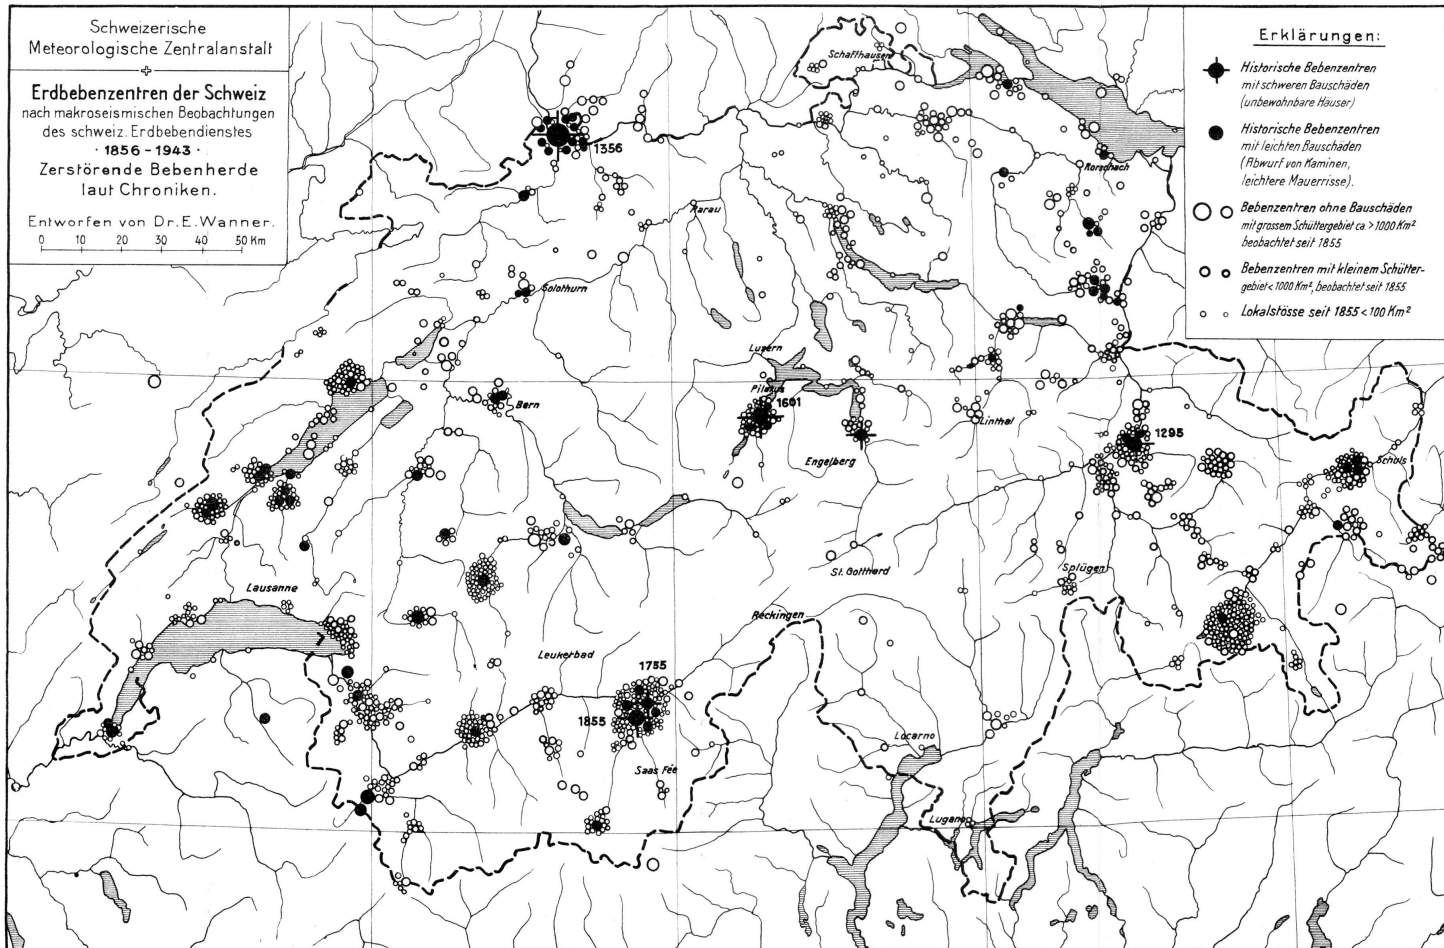 Schweizerische
Meteorologische Zentralanstalt
Erdbebenzentren der Schweiz
nach makroseismischen Beobachtungen
des schweiz. Erdbebendienstes
· 1856-1943 ·
Zerstörende Bebenherde
laut Chroniken.
Entworfen von Dr. E. Wanner.
0 10 20 30 40 50 Km
Erklärungen:
Historische Bebenzentren
mit schweren Bauschäden
(unbewohnbare Häuser)
Historische Bebenzentren
mit leichten Bauschäden
(Abwurf von Kaminen,
leichtere Mauerrisse).
Bebenzentren ohne Bauschäden
mit grossem Schüttergebiet ca. >1000 Km²
beobachtet seit 1855
Bebenzentren mit kleinem Schütter-
gebiet <1000 Km², beobachtet seit 1855
Lokalstösse seit 1855 <100 Km²
Schaffhausen
1356
Rorschach
Aarau
Solothurn
Luzern
Pilatus
1601
Bern
Linthal
1295
Engelberg
Schuls
St. Gotthard
Splügen
Lausanne
Reckingen
Leukerbad
1755
1855
Locarno
Saas Fée
Lugano